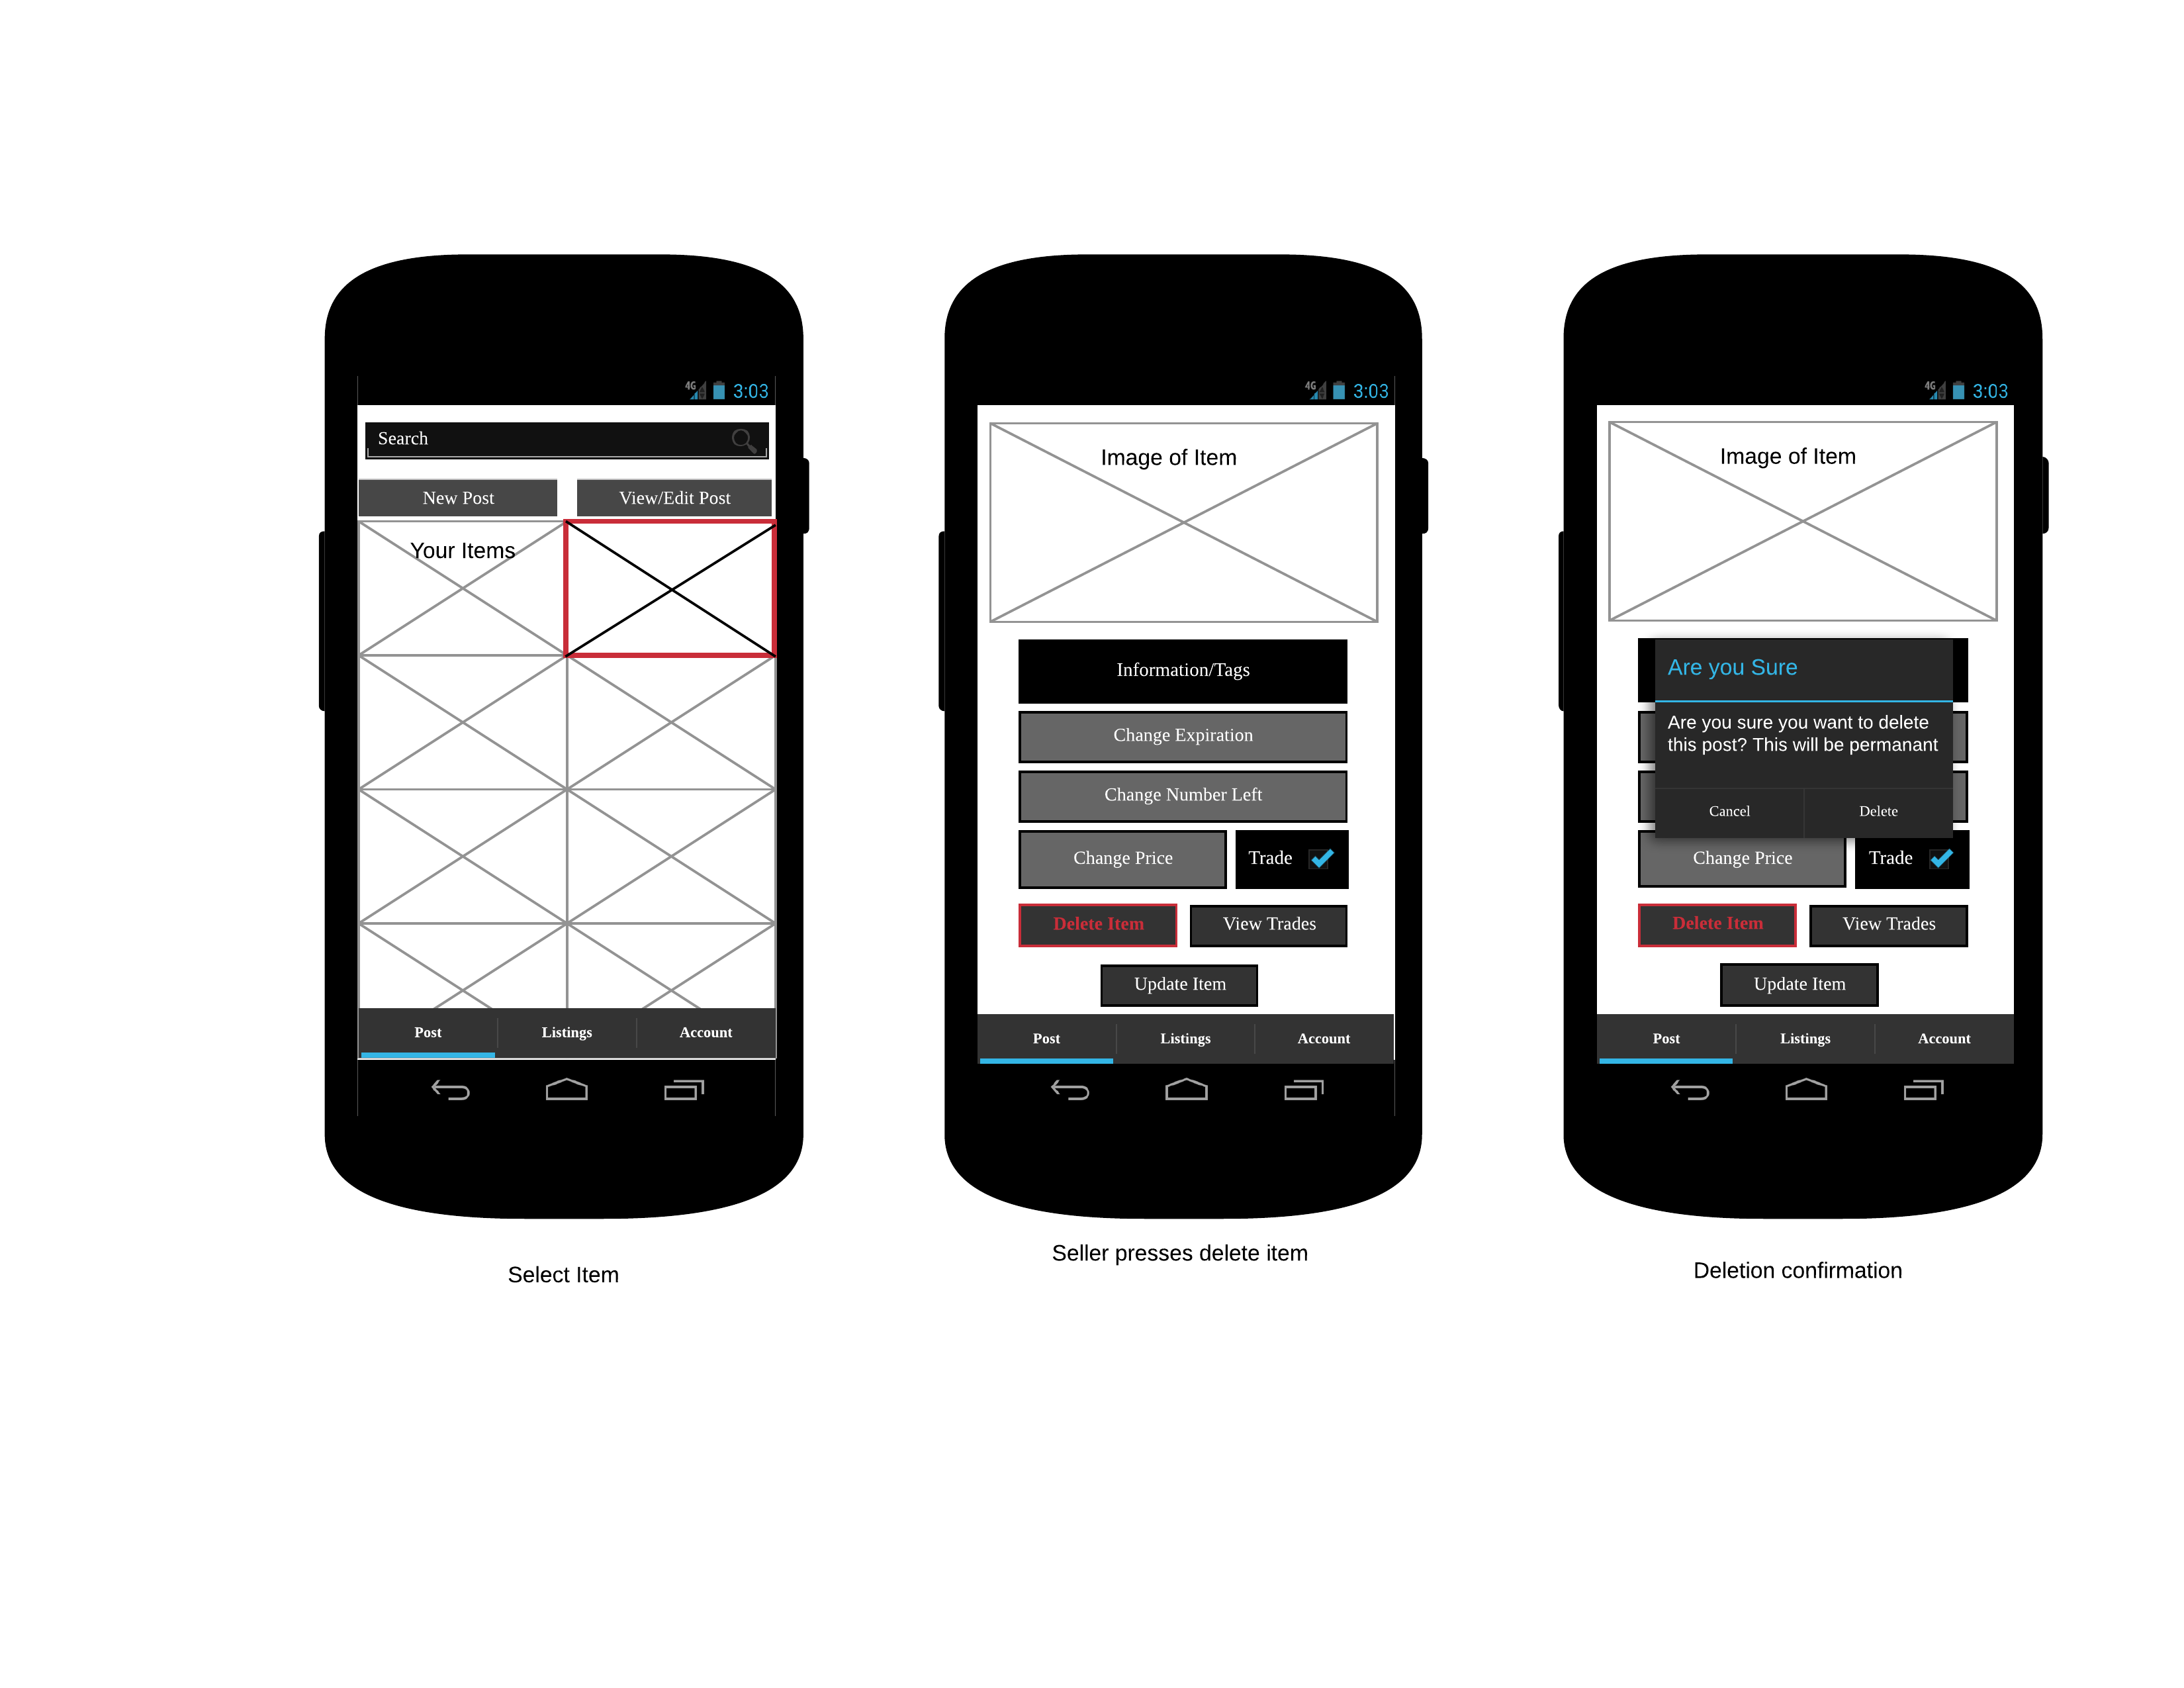 4G 3:03
Search
New Post
View/Edit Post
Your Items
Post
Listings
Account
Select Item
4G 3:03
Image of Item
Information/Tags
Change Expiration
Change Number Left
Change Price
Trade
Delete Item
View Trades
Update Item
Post
Listings
Account
Seller presses delete item
4G 3:03
Image of Item
Are you Sure
Are you sure you want to delete
this post? This will be permanant
Cancel
Delete
Change Price
Trade
Delete Item
View Trades
Update Item
Post
Listings
Account
Deletion confirmation